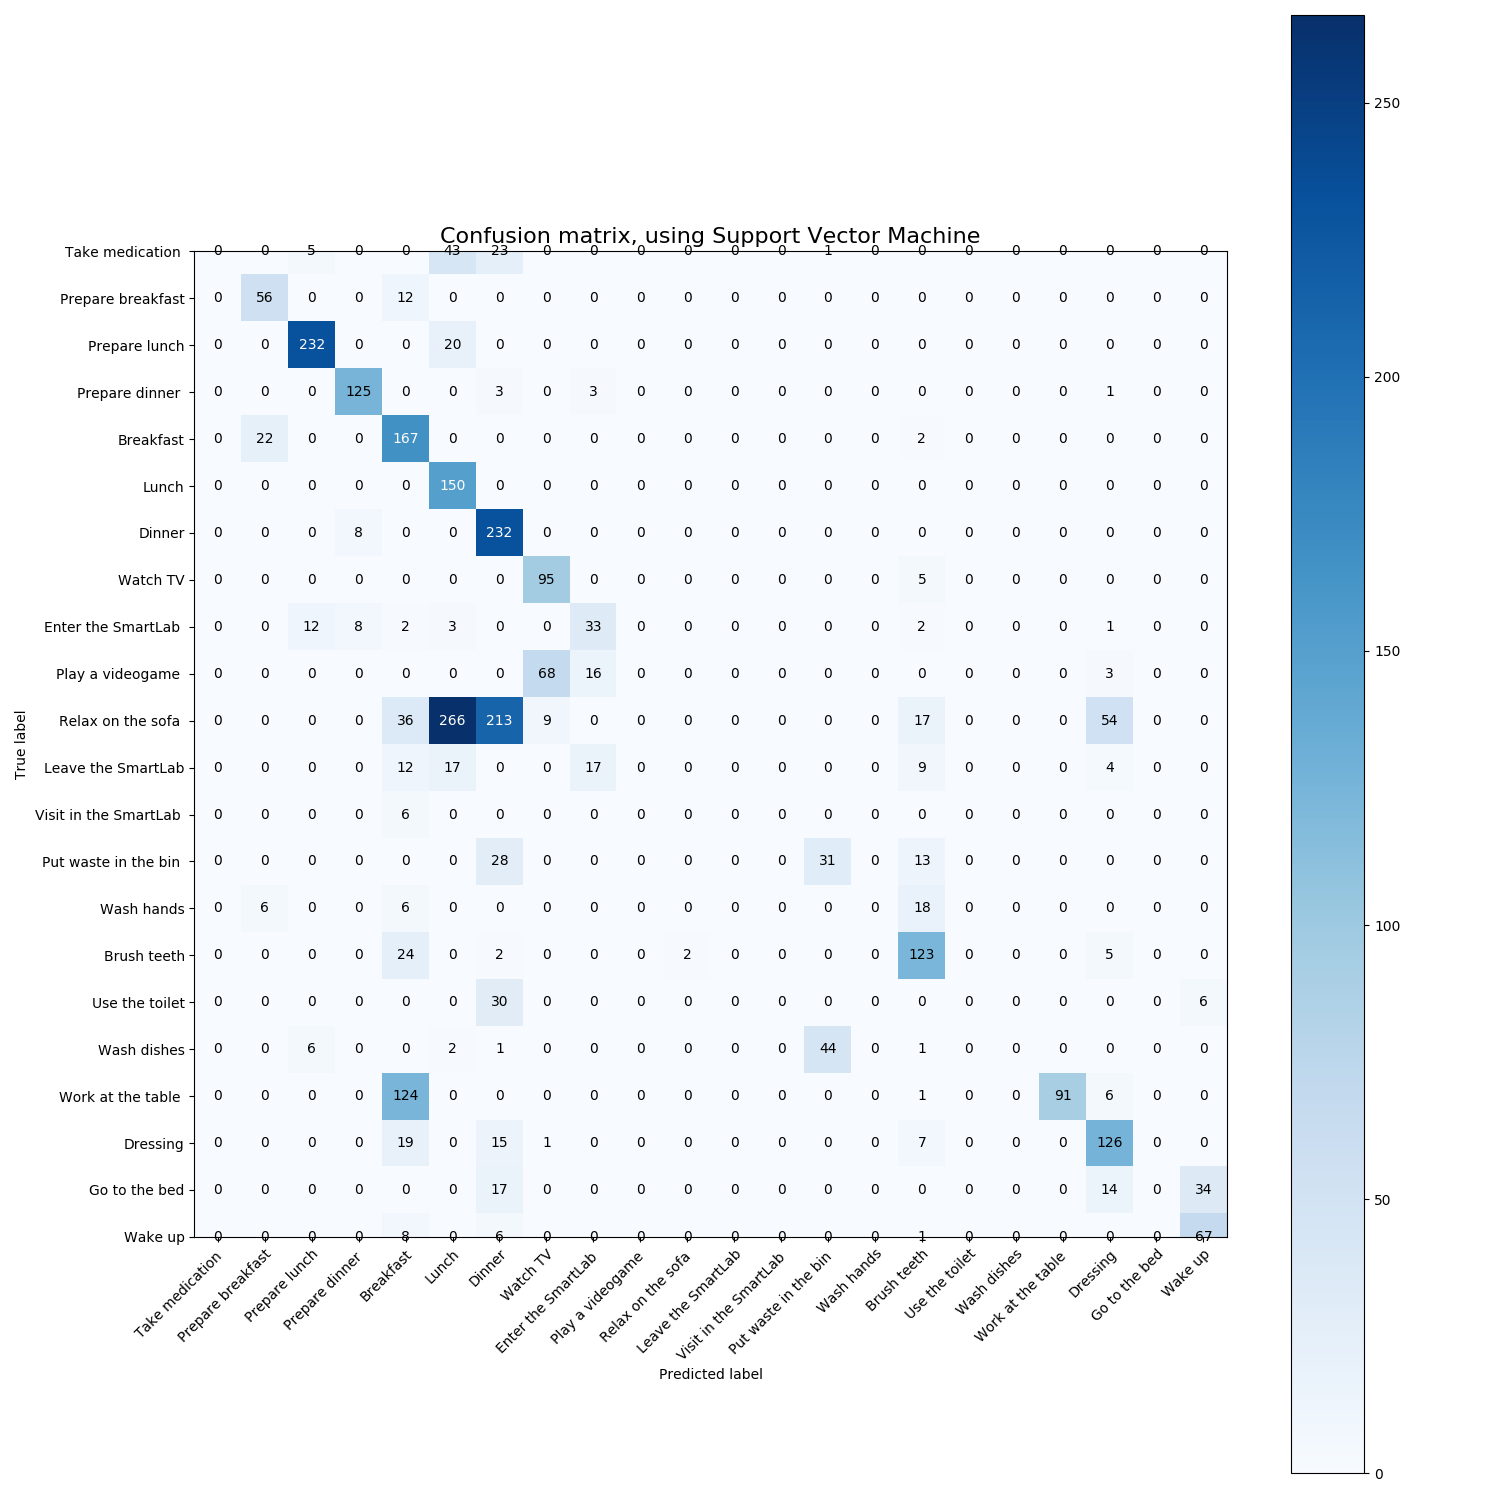 Confusion matrix, using Support Vector Machine
Take medication 0 0 5 0 0 43 23 0 0 0 0 0 0 1 0 0 0 0 0 0 0 0
Prepare breakfast 0 56 0 0 12 0 0 0 0 0 0 0 0 0 0 0 0 0 0 0 0 0
Prepare lunch 0 0 232 0 0 20 0 0 0 0 0 0 0 0 0 0 0 0 0 0 0 0
Prepare dinner 0 0 0 125 0 0 3 0 3 0 0 0 0 0 0 0 0 0 0 1 0 0
Breakfast 0 22 0 0 167 0 0 0 0 0 0 0 0 0 0 2 0 0 0 0 0 0
Lunch 0 0 0 0 0 150 0 0 0 0 0 0 0 0 0 0 0 0 0 0 0 0
Dinner 0 0 0 8 0 0 232 0 0 0 0 0 0 0 0 0 0 0 0 0 0 0
Watch TV 0 0 0 0 0 0 0 95 0 0 0 0 0 0 0 5 0 0 0 0 0 0
Enter the SmartLab 0 0 12 8 2 3 0 0 33 0 0 0 0 0 0 2 0 0 0 1 0 0
Play a videogame 0 0 0 0 0 0 0 68 16 0 0 0 0 0 0 0 0 0 0 3 0 0
Relax on the sofa 0 0 0 0 36 266 213 9 0 0 0 0 0 0 0 17 0 0 0 54 0 0
Leave the SmartLab 0 0 0 0 12 17 0 0 17 0 0 0 0 0 0 9 0 0 0 4 0 0
Visit in the SmartLab 0 0 0 0 6 0 0 0 0 0 0 0 0 0 0 0 0 0 0 0 0 0
Put waste in the bin 0 0 0 0 0 0 28 0 0 0 0 0 0 31 0 13 0 0 0 0 0 0
Wash hands 0 6 0 0 6 0 0 0 0 0 0 0 0 0 0 18 0 0 0 0 0 0
Brush teeth 0 0 0 0 24 0 2 0 0 0 2 0 0 0 0 123 0 0 0 5 0 0
Use the toilet 0 0 0 0 0 0 30 0 0 0 0 0 0 0 0 0 0 0 0 0 0 6
Wash dishes 0 0 6 0 0 2 1 0 0 0 0 0 0 44 0 1 0 0 0 0 0 0
Work at the table 0 0 0 0 124 0 0 0 0 0 0 0 0 0 0 1 0 0 91 6 0 0
Dressing 0 0 0 0 19 0 15 1 0 0 0 0 0 0 0 7 0 0 0 126 0 0
Go to the bed 0 0 0 0 0 0 17 0 0 0 0 0 0 0 0 0 0 0 0 14 0 34
Wake up 0 0 0 0 8 0 6 0 0 0 0 0 0 0 0 1 0 0 0 0 0 67
True label
Take medication
Prepare breakfast
Prepare lunch
Prepare dinner
Breakfast
Lunch
Dinner
Watch TV
Enter the SmartLab
Play a videogame
Relax on the sofa
Leave the SmartLab
Visit in the SmartLab
Put waste in the bin
Wash hands
Brush teeth
Use the toilet
Wash dishes
Work at the table
Dressing
Go to the bed
Wake up
Predicted label
250
200
150
100
50
0